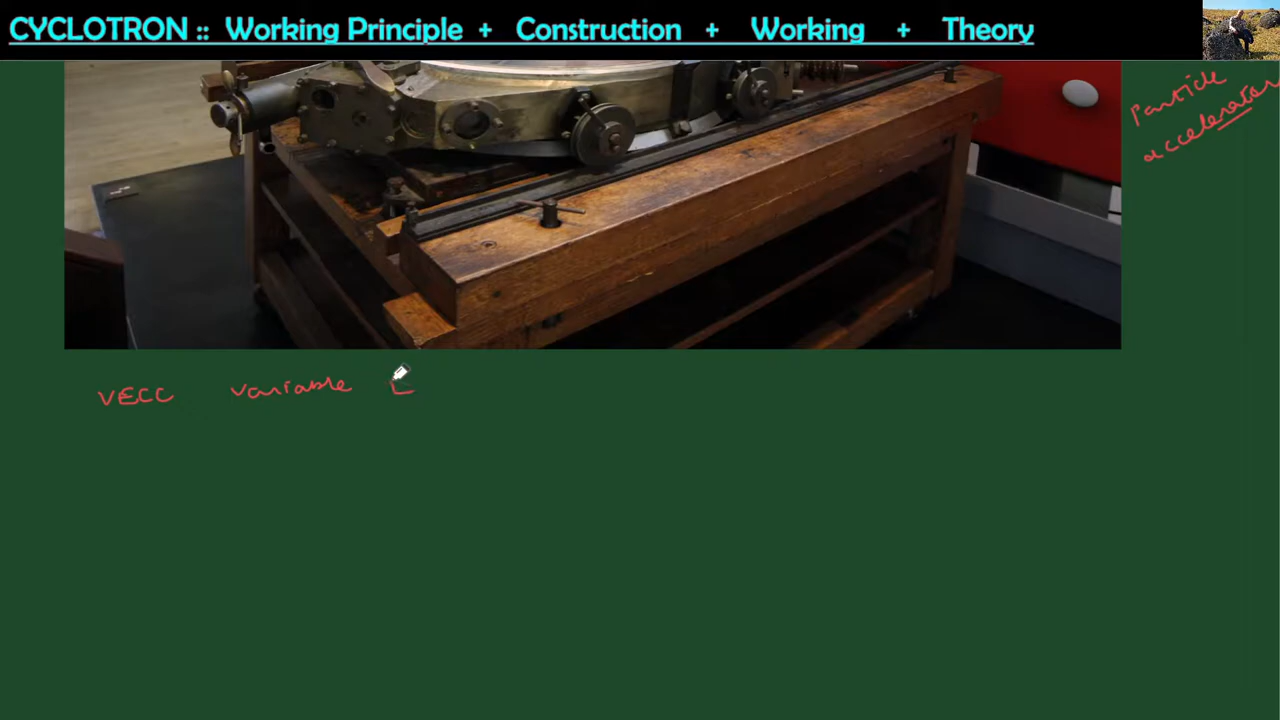 CYCLOTRON :: Working Principle + Construction + Working + Theory
Particle
accelerator
VECC variable E